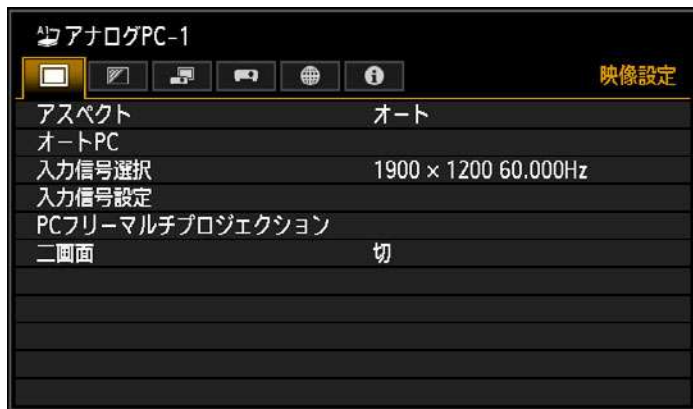 アナログPC-1
映像設定
アスペクト オート
オートPC
入力信号選択 1900 × 1200 60.000Hz
入力信号設定
PCフリーマルチプロジェクション
二画面 切